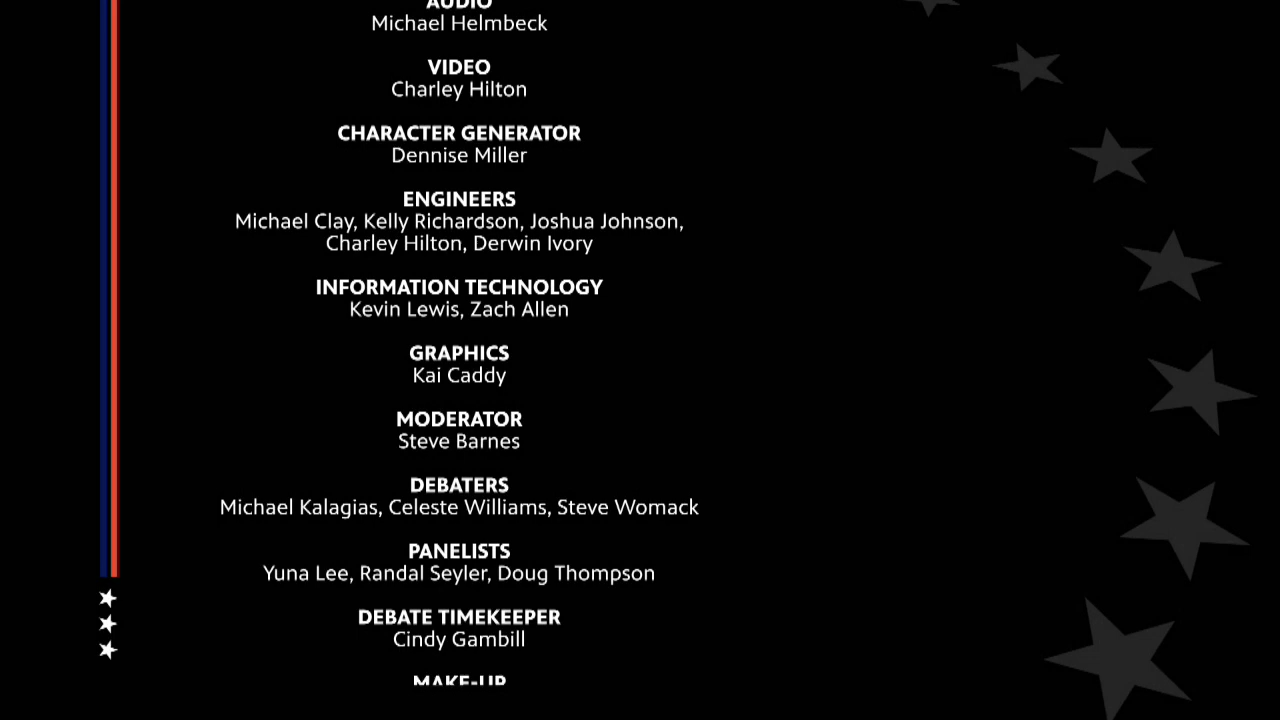 AUDIO
Michael Helmbeck
VIDEO
Charley Hilton
CHARACTER GENERATOR
Dennise Miller
ENGINEERS
Michael Clay, Kelly Richardson, Joshua Johnson,
Charley Hilton, Derwin Ivory
INFORMATION TECHNOLOGY
Kevin Lewis, Zach Allen
GRAPHICS
Kai Caddy
MODERATOR
Steve Barnes
DEBATERS
Michael Kalagias, Celeste Williams, Steve Womack
PANELISTS
Yuna Lee, Randal Seyler, Doug Thompson
DEBATE TIMEKEEPER
Cindy Gambill
MAKE-UP